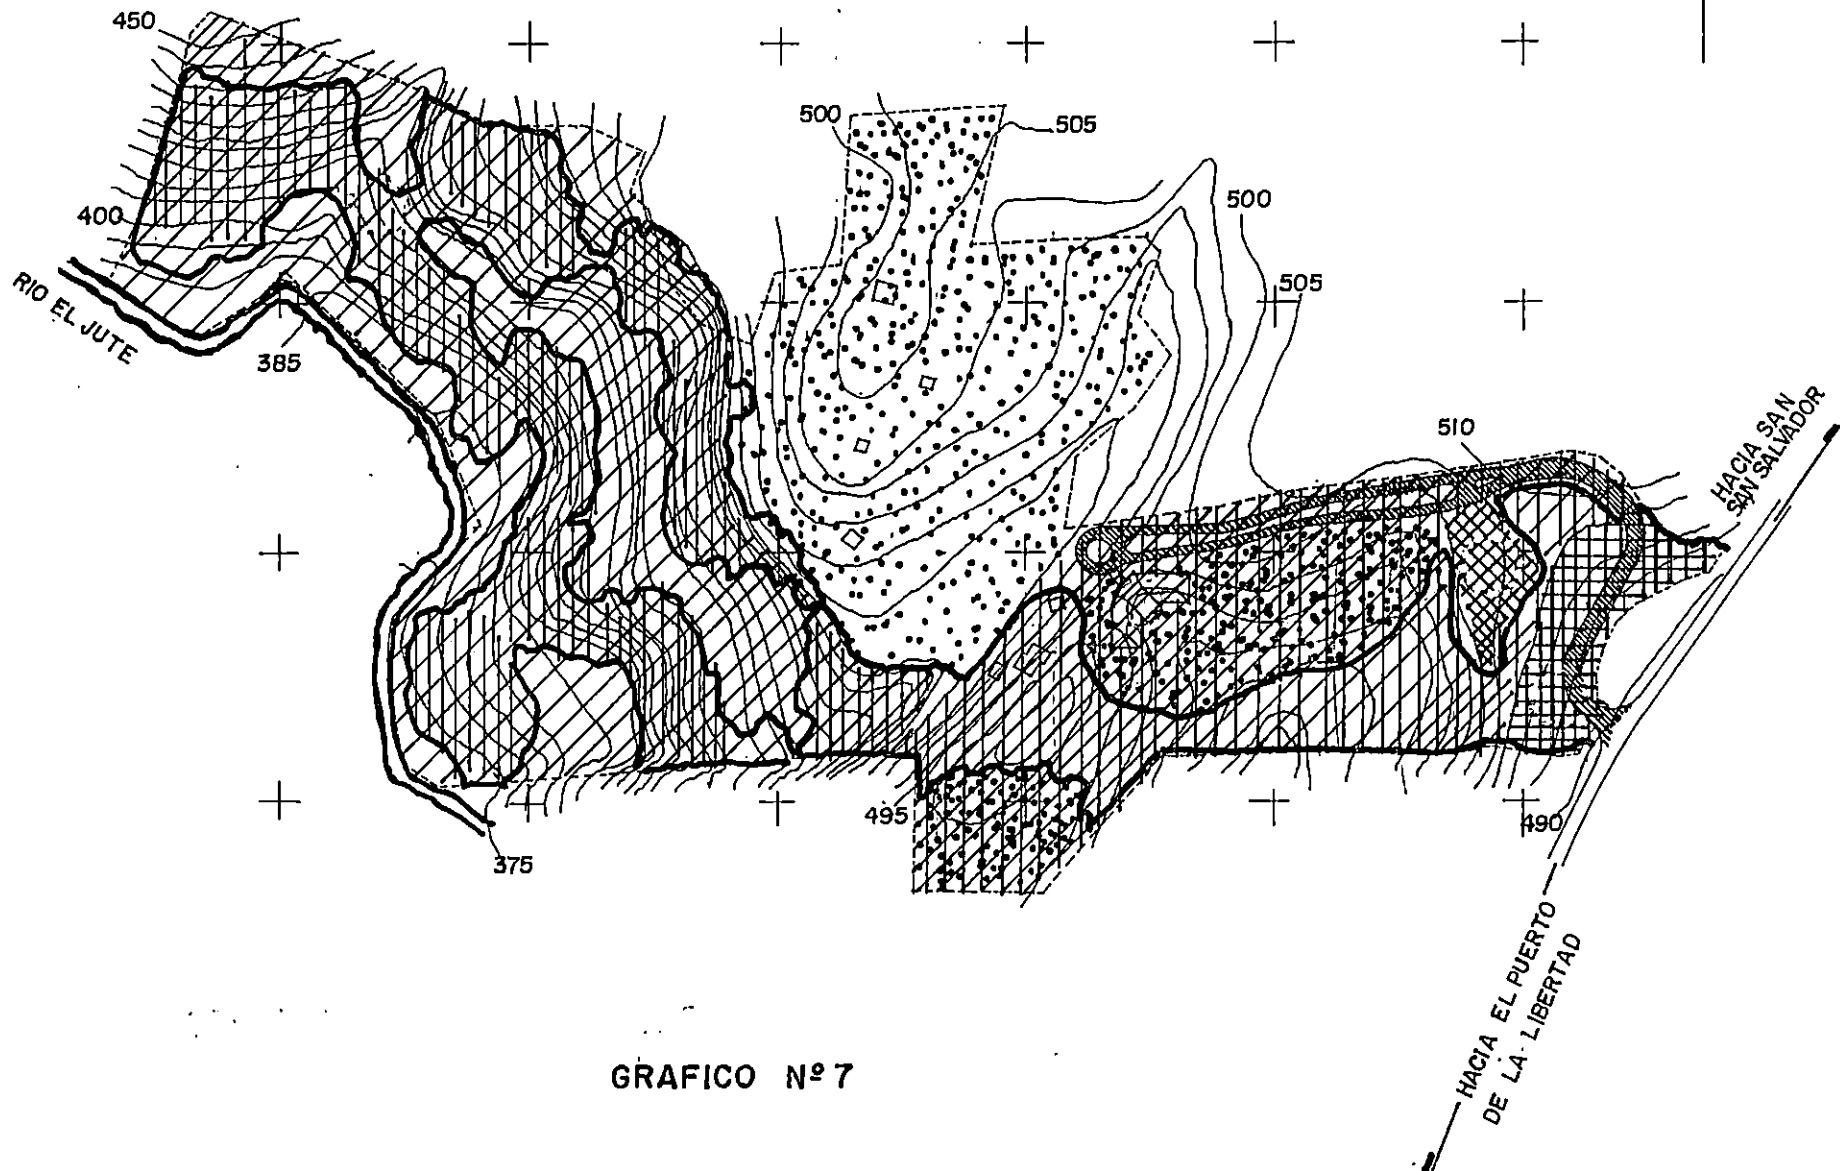 450
500
505
400
500
505
RIO EL JUTE
385
510
HACIA SAN
SAN SALVADOR
495
490
375
HACIA EL PUERTO
DE LA LIBERTAD
GRAFICO Nº 7